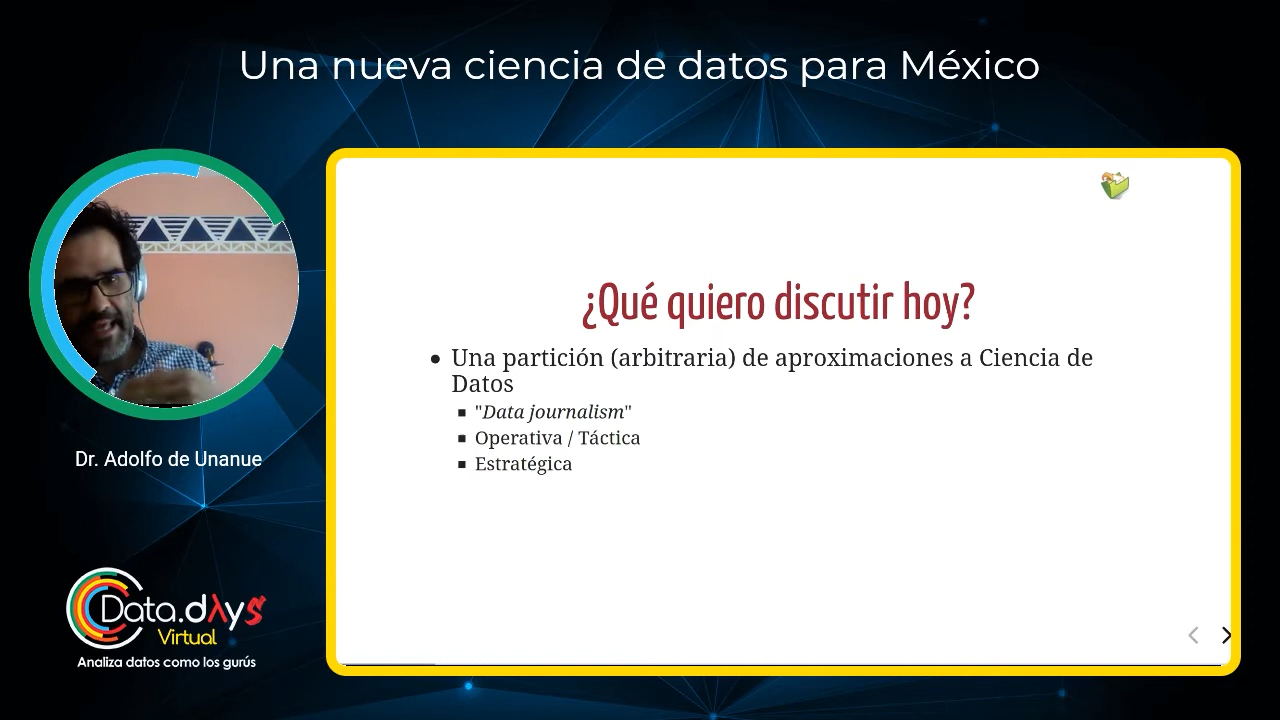 Una nueva ciencia de datos para México
¿Qué quiero discutir hoy?
Una partición (arbitraria) de aproximaciones a Ciencia de
Datos
"Data journalism"
Operativa / Táctica
Estratégica
Dr. Adolfo de Unanue
Data.dλys
Virtual
Analiza datos como los gurús